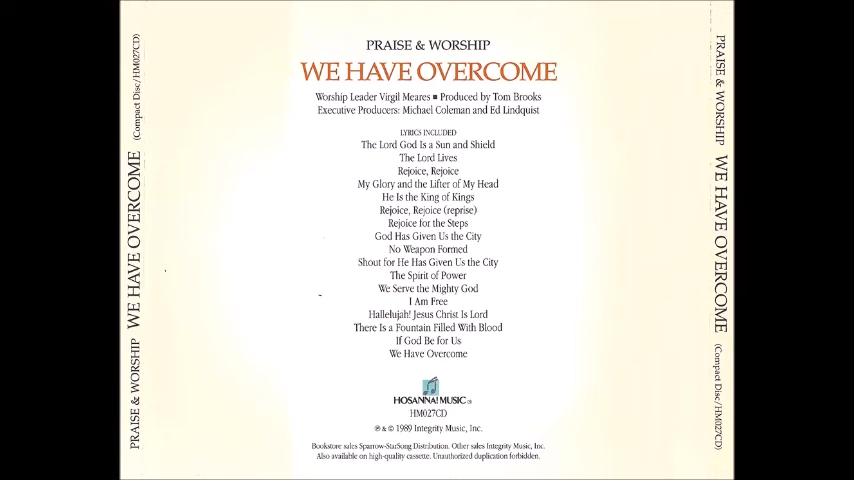 PRAISE & WORSHIP WE HAVE OVERCOME (Compact Disc/HM027CD)
PRAISE & WORSHIP
WE HAVE OVERCOME
Worship Leader Virgil Meares ■ Produced by Tom Brooks
Executive Producers: Michael Coleman and Ed Lindquist
LYRICS INCLUDED
The Lord God Is a Sun and Shield
The Lord Lives
Rejoice, Rejoice
My Glory and the Lifter of My Head
He Is the King of Kings
Rejoice, Rejoice (reprise)
Rejoice for the Steps
God Has Given Us the City
No Weapon Formed
Shout for He Has Given Us the City
The Spirit of Power
We Serve the Mighty God
I Am Free
Hallelujah! Jesus Christ Is Lord
There Is a Fountain Filled With Blood
If God Be for Us
We Have Overcome
HOSANNA! MUSIC®
HM027CD
℗ & © 1989 Integrity Music, Inc.
Bookstore sales Sparrow-StarSong Distribution. Other sales Integrity Music, Inc.
Also available on high-quality cassette. Unauthorized duplication forbidden.
PRAISE & WORSHIP WE HAVE OVERCOME (Compact Disc/HM027CD)